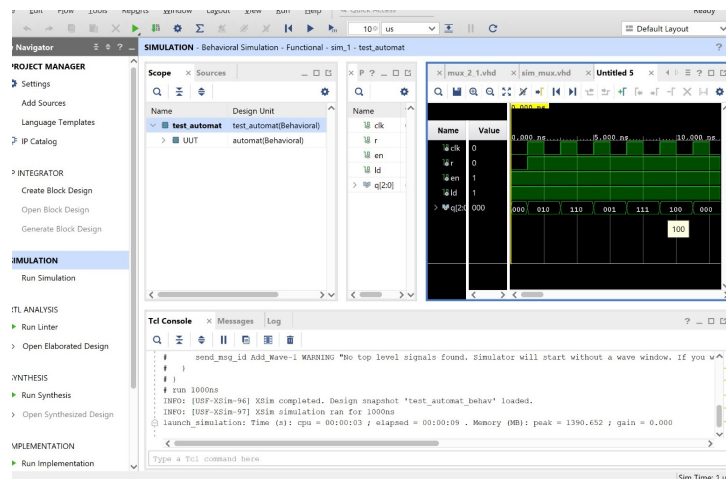 Edit Flow Tools Reports Window Layout View Run Help Quick Access Ready
10 us Default Layout
Navigator
SIMULATION - Behavioral Simulation - Functional - sim_1 - test_automat
PROJECT MANAGER
Settings
Add Sources
Language Templates
IP Catalog
IP INTEGRATOR
Create Block Design
Open Block Design
Generate Block Design
SIMULATION
Run Simulation
RTL ANALYSIS
Run Linter
Open Elaborated Design
SYNTHESIS
Run Synthesis
Open Synthesized Design
IMPLEMENTATION
Run Implementation
Scope Sources
Name Design Unit
test_automat test_automat(Behavioral)
UUT automat(Behavioral)
P ?
Name
clk
r
en
ld
q[2:0]
mux_2_1.vhd sim_mux.vhd Untitled 5
0.000 ns
Name Value
0.000 ns 5.000 ns 10.000 ns
clk 0
r 0
en 1
ld 1
q[2:0 000
000 010 110 001 111 100 000
100
Tcl Console Messages Log
# send_msg_id Add_Wave-1 WARNING "No top level signals found. Simulator will start without a wave window. If you w
# }
# }
# run 1000ns
INFO: [USF-XSim-96] XSim completed. Design snapshot 'test_automat_behav' loaded.
INFO: [USF-XSim-97] XSim simulation ran for 1000ns
launch_simulation: Time (s): cpu = 00:00:03 ; elapsed = 00:00:09 . Memory (MB): peak = 1390.652 ; gain = 0.000
Type a Tcl command here
Sim Time: 1 u